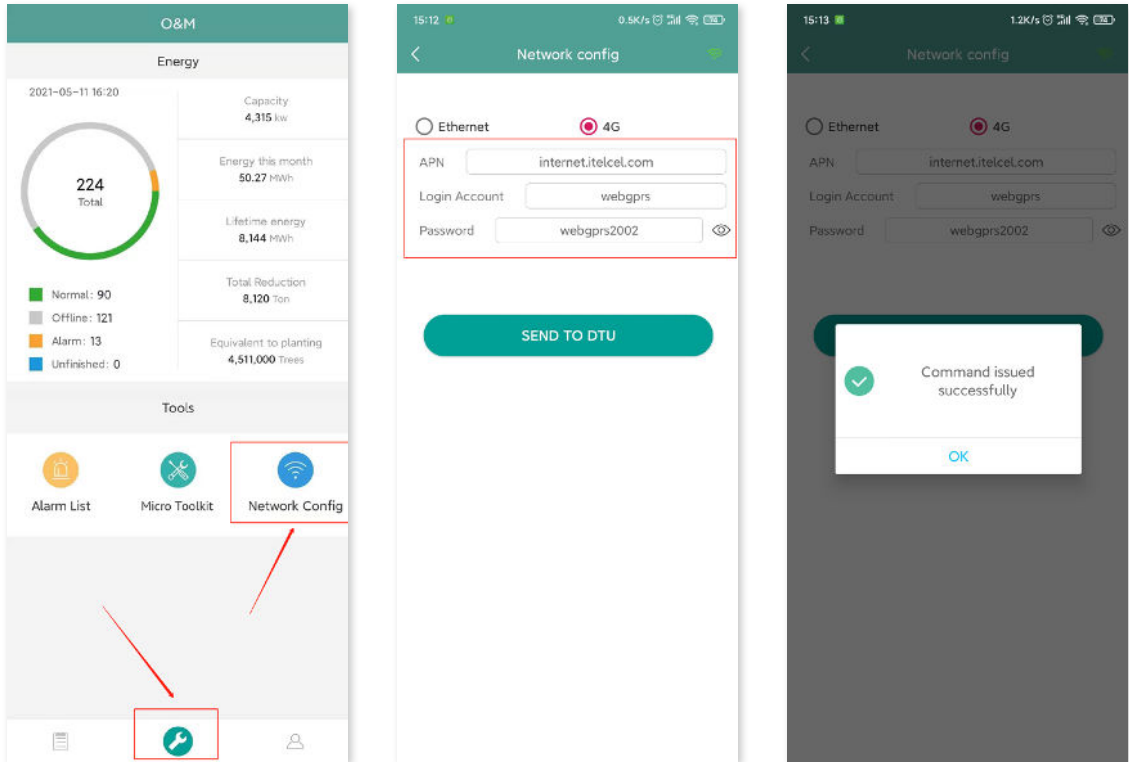 O&M
Energy
2021-05-11 16:20
224
Total
Capacity
4,315 kw
Energy this month
50.27 MWh
Lifetime energy
8,144 MWh
Total Reduction
8,120 Ton
Equivalent to planting
4,511,000 Trees
Normal: 90
Offline: 121
Alarm: 13
Unfinished: 0
Tools
Alarm List
Micro Toolkit
Network Config
15:12
0.5K/s
74
Network config
Ethernet
4G
APN
internet.itelcel.com
Login Account
webgprs
Password
webgprs2002
SEND TO DTU
15:13
1.2K/s
74
Network config
Ethernet
4G
APN
internet.itelcel.com
Login Account
webgprs
Password
webgprs2002
Command issued
successfully
OK